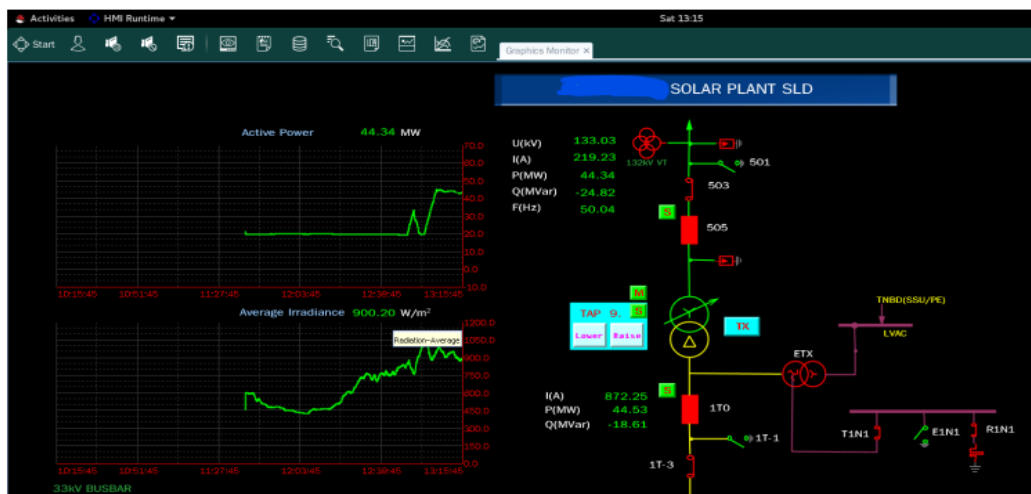 Activities HMI Runtime Sat 13:15
Start Graphics Monitor ×
SOLAR PLANT SLD
Active Power 44.34 MW
70.0
60.0
50.0
40.0
30.0
20.0
10.0
0.0
-10.0
10:15:45 10:51:45 11:27:45 12:03:45 12:39:45 13:15:45
Average Irradiance 900.20 W/m²
Radiation-Average
1200.0
1050.0
900.0
750.0
600.0
450.0
300.0
150.0
0.0
10:15:45 10:51:45 11:27:45 12:03:45 12:39:45 13:15:45
33kV BUSBAR
U(kV) 133.03
I(A) 219.23
P(MW) 44.34
Q(MVar) -24.82
F(Hz) 50.04
132kV VT
501
503
S
505
M
TAP 9. S
Lower Raise
TX
TNBD(SSU/PE)
LVAC
ETX
I(A) 872.25
P(MW) 44.53
Q(MVar) -18.61
S
1T0
1T-1
1T-3
T1N1 E1N1 R1N1